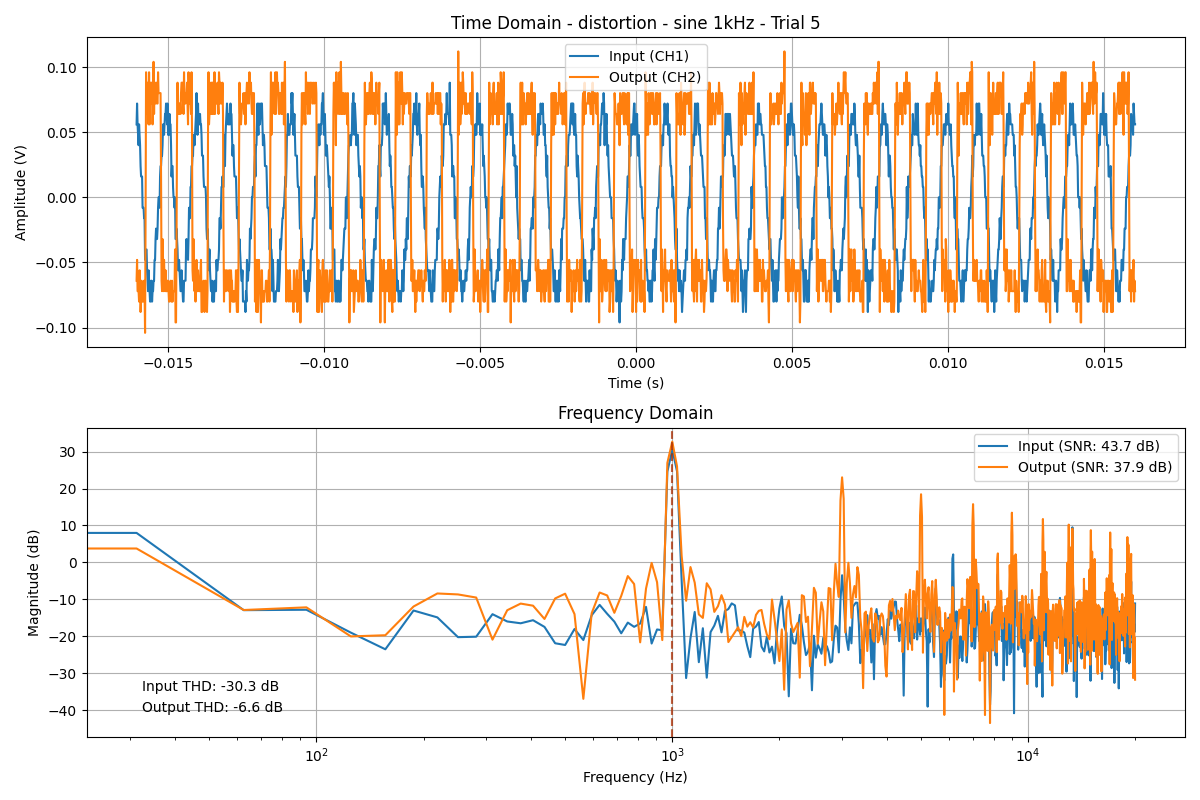 Time Domain - distortion - sine 1kHz - Trial 5
Amplitude (V)
0.10
0.05
0.00
−0.05
−0.10
Input (CH1)
Output (CH2)
−0.015
−0.010
−0.005
0.000
0.005
0.010
0.015
Time (s)
Frequency Domain
Magnitude (dB)
30
20
10
0
−10
−20
−30
−40
Input (SNR: 43.7 dB)
Output (SNR: 37.9 dB)
Input THD: -30.3 dB
Output THD: -6.6 dB
10²
10³
10⁴
Frequency (Hz)